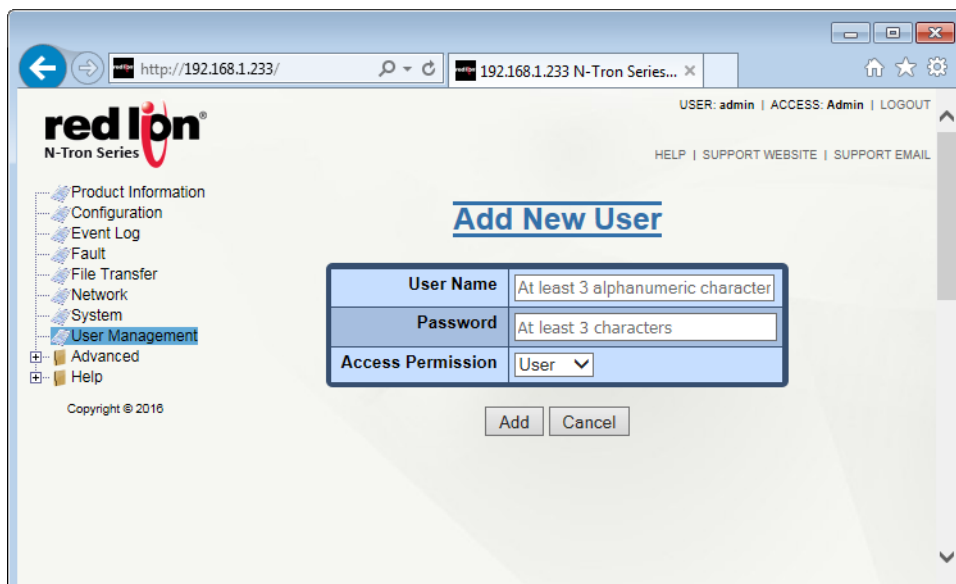 http://192.168.1.233/
192.168.1.233 N-Tron Series...
USER: admin | ACCESS: Admin | LOGOUT
red lion®
N-Tron Series
HELP | SUPPORT WEBSITE | SUPPORT EMAIL
Product Information
Configuration
Event Log
Fault
File Transfer
Network
System
User Management
Advanced
Help
Copyright © 2016
Add New User
User Name
At least 3 alphanumeric character
Password
At least 3 characters
Access Permission
User
Add
Cancel